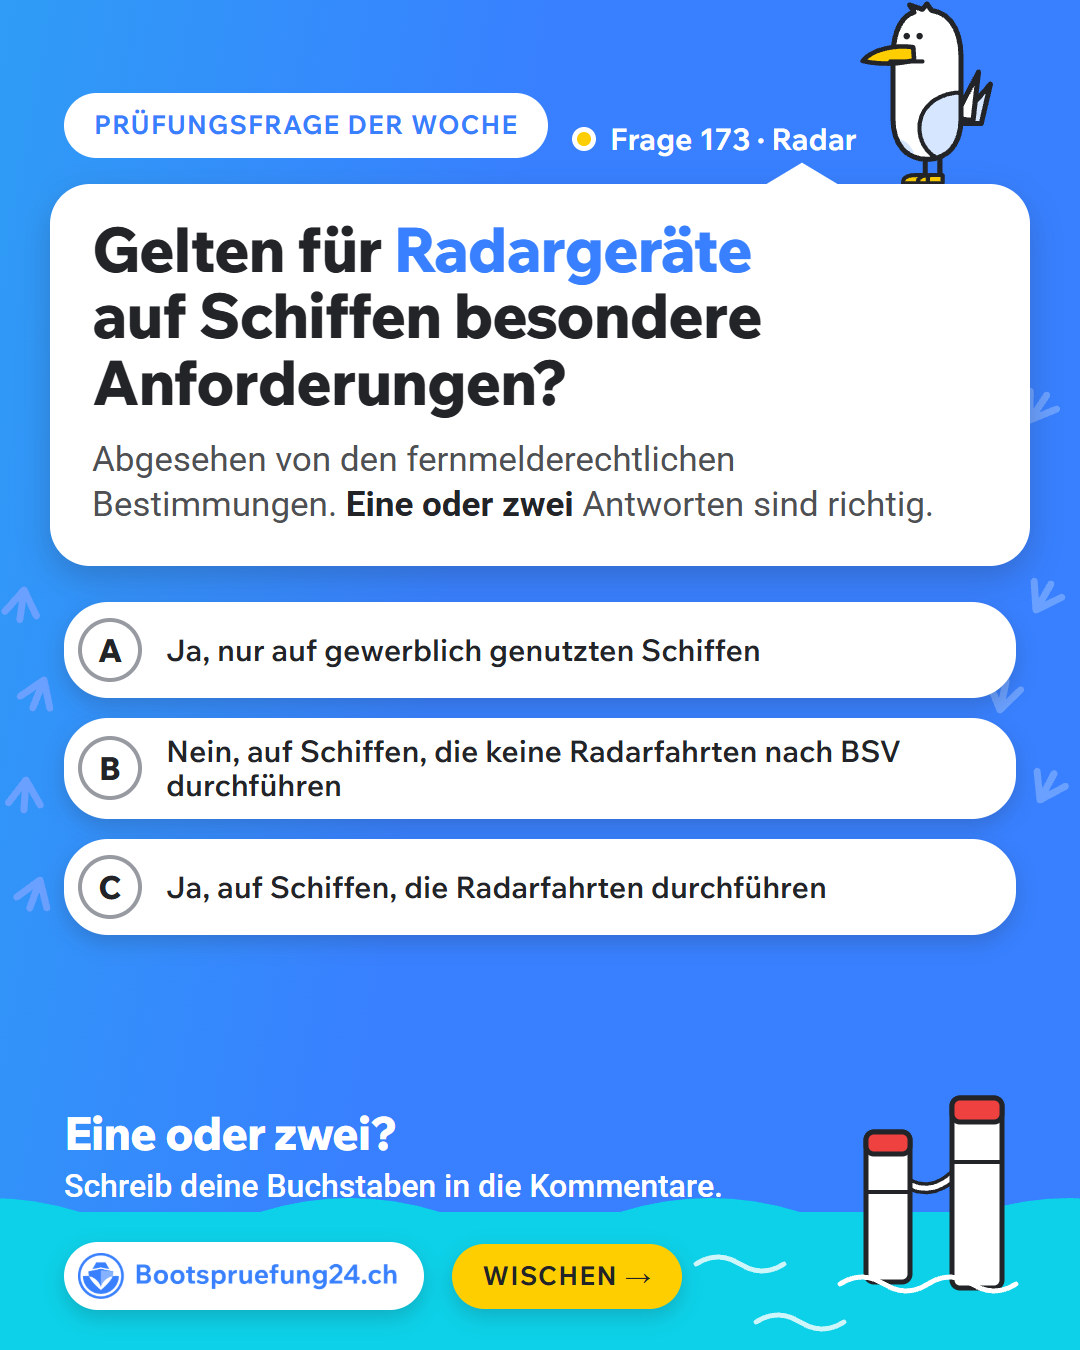 PRÜFUNGSFRAGE DER WOCHE
Frage 173 · Radar
Gelten für Radargeräte
auf Schiffen besondere
Anforderungen?
Abgesehen von den fernmelderechtlichen
Bestimmungen. Eine oder zwei Antworten sind richtig.
A Ja, nur auf gewerblich genutzten Schiffen
B Nein, auf Schiffen, die keine Radarfahrten nach BSV
durchführen
C Ja, auf Schiffen, die Radarfahrten durchführen
Eine oder zwei?
Schreib deine Buchstaben in die Kommentare.
Bootspruefung24.ch
WISCHEN →